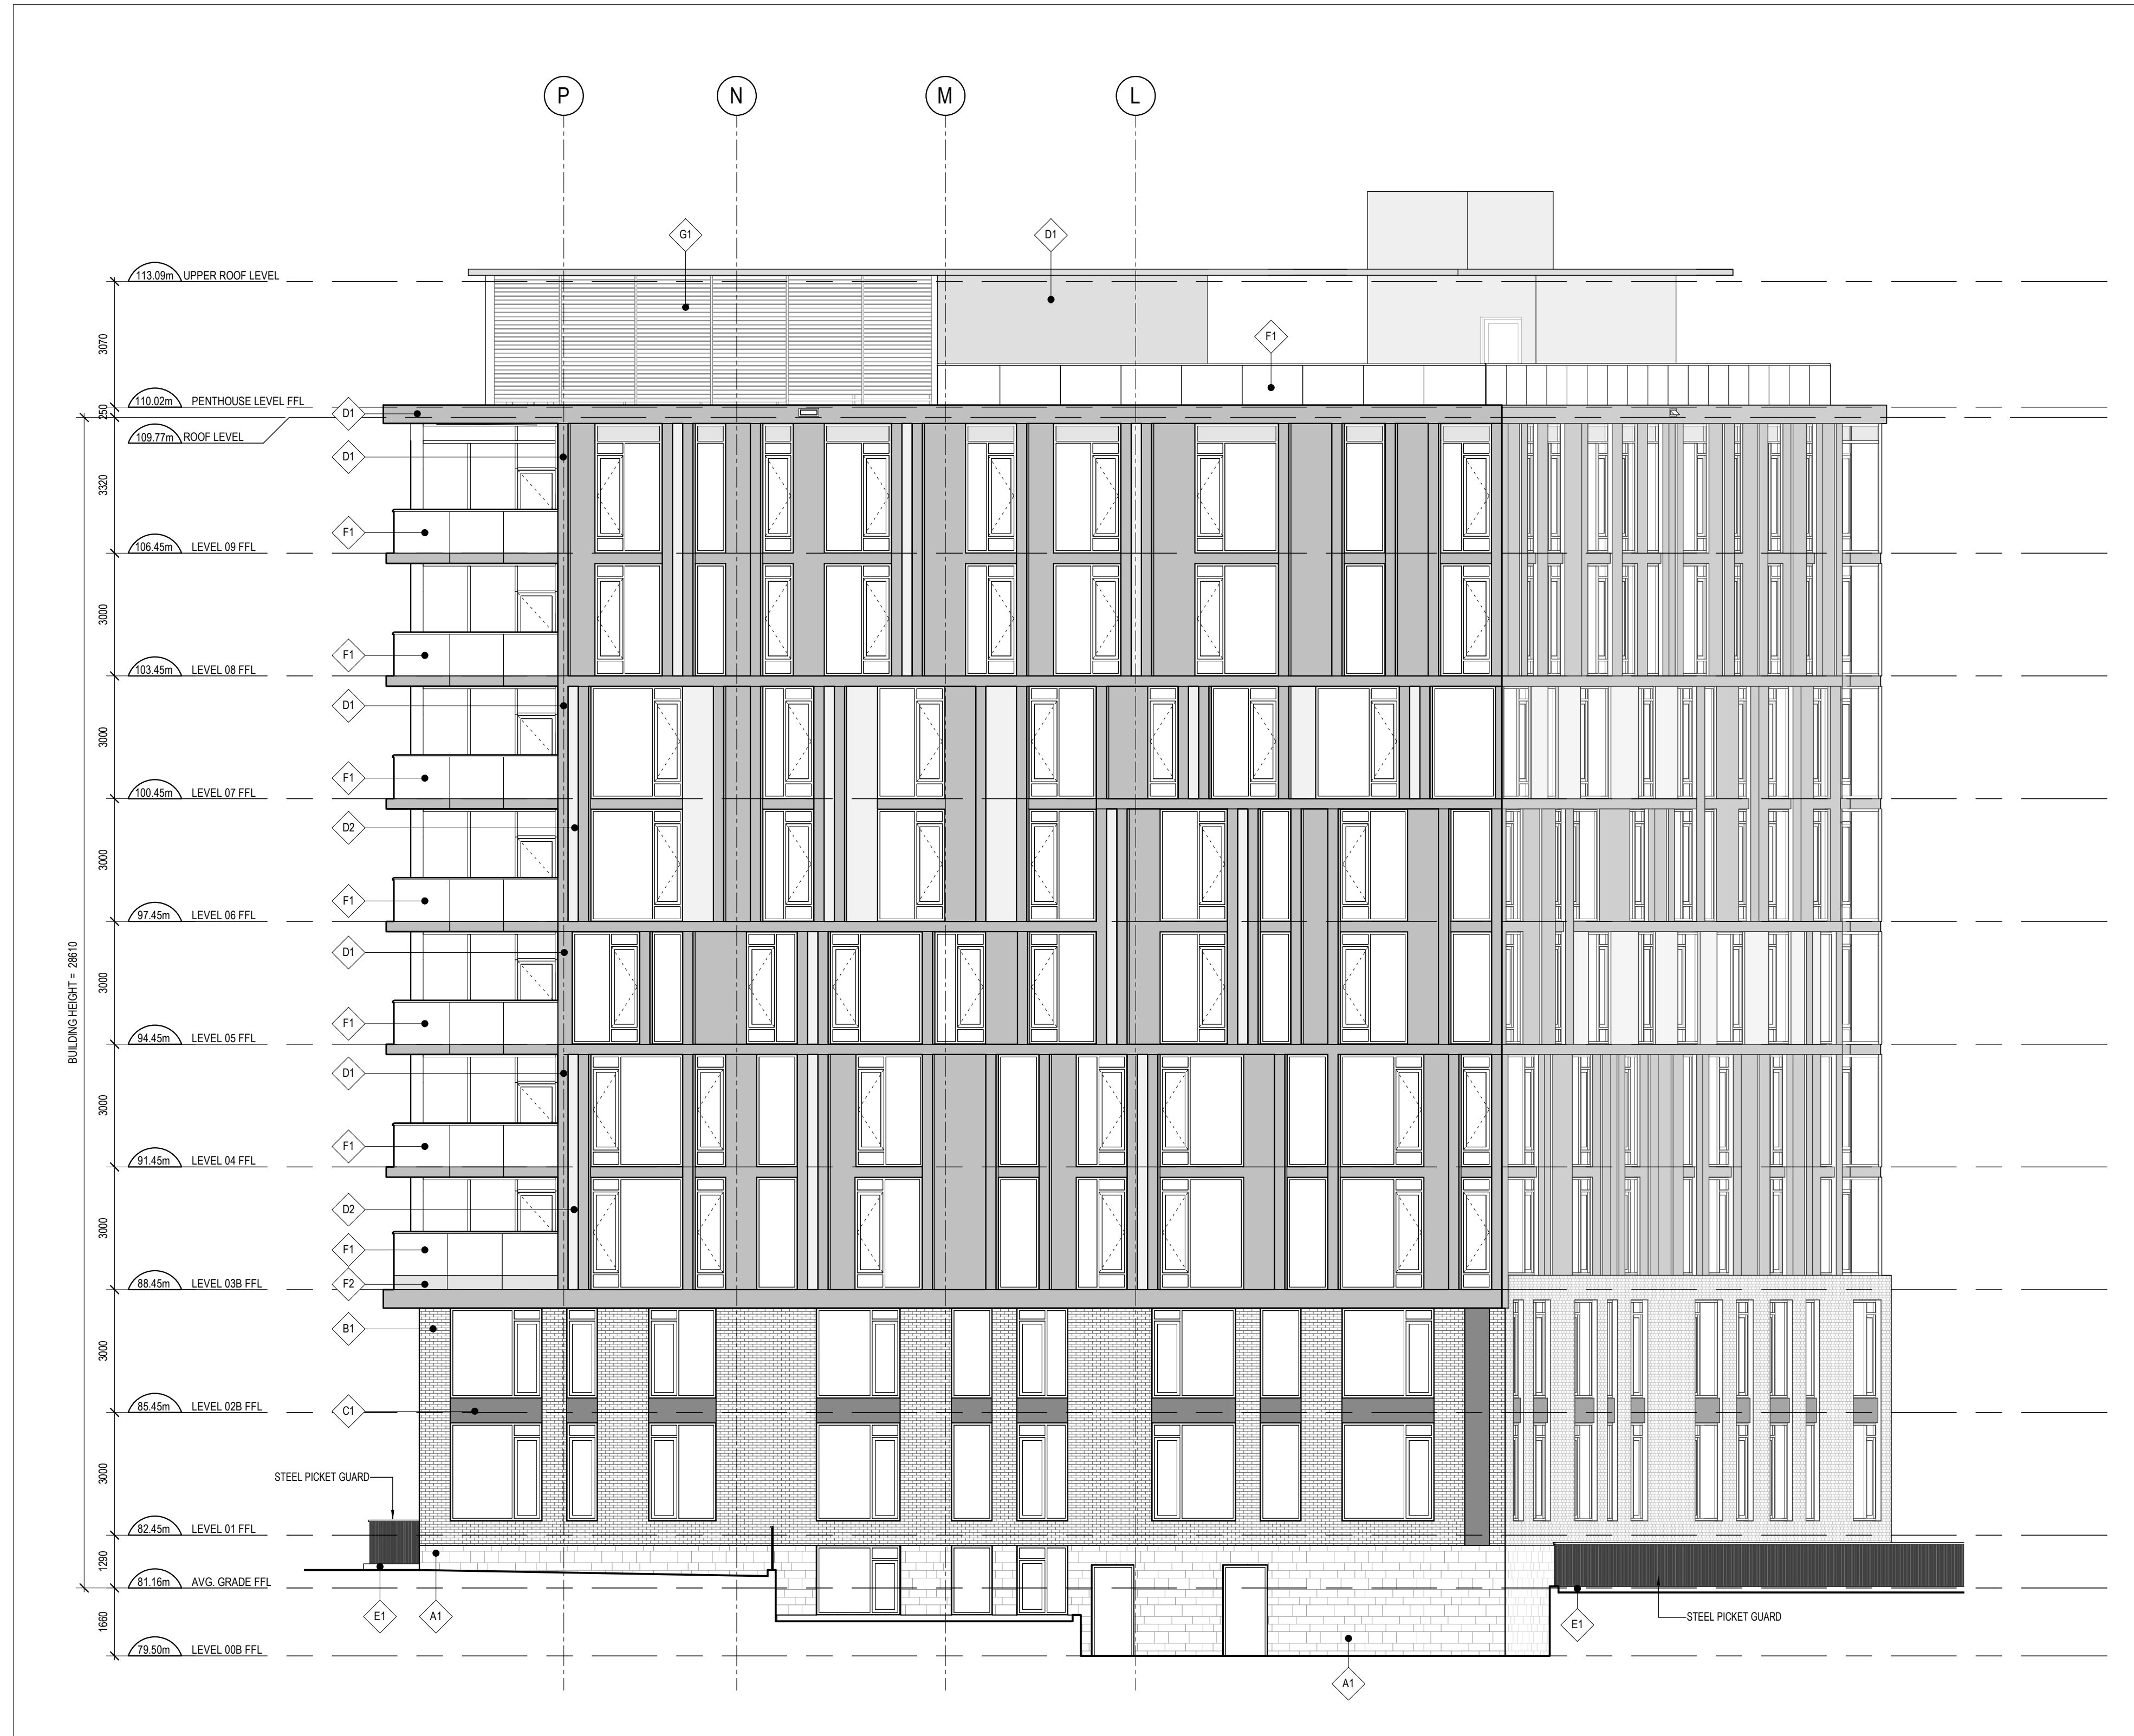 P N M L
G1 D1
113.09m UPPER ROOF LEVEL
3070
F1
110.02m PENTHOUSE LEVEL FFL
250
D1
109.77m ROOF LEVEL
D1
3320
F1
106.45m LEVEL 09 FFL
3000
F1
103.45m LEVEL 08 FFL
D1
3000
F1
100.45m LEVEL 07 FFL
D2
3000
F1
97.45m LEVEL 06 FFL
D1
BUILDING HEIGHT = 28610
3000
F1
94.45m LEVEL 05 FFL
D1
3000
F1
91.45m LEVEL 04 FFL
D2
3000
F1
88.45m LEVEL 03B FFL
F2
B1
3000
85.45m LEVEL 02B FFL
C1
3000
STEEL PICKET GUARD
82.45m LEVEL 01 FFL
1290
81.16m AVG. GRADE FFL
E1 A1
E1
STEEL PICKET GUARD
1660
79.50m LEVEL 00B FFL
A1